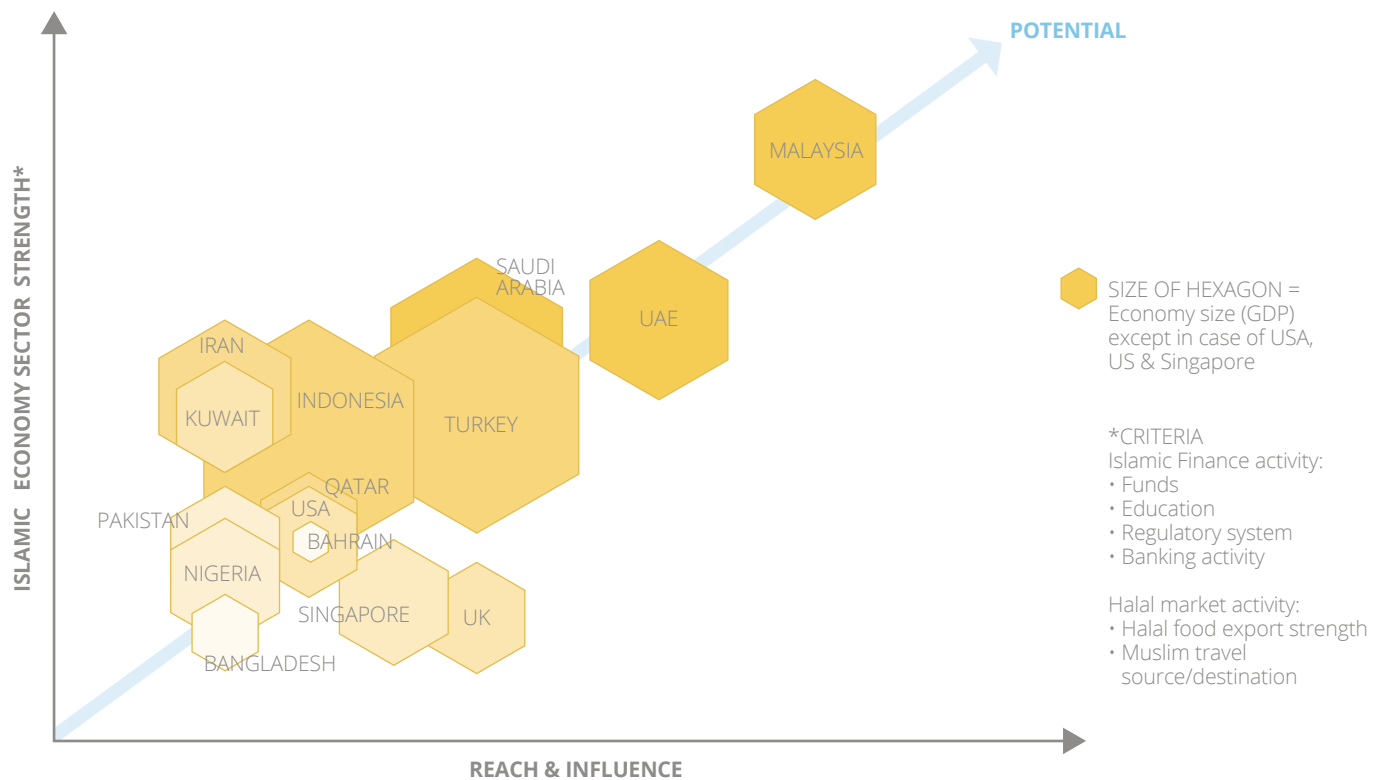 POTENTIAL
MALAYSIA
SAUDI
ARABIA
UAE
IRAN
INDONESIA
KUWAIT
TURKEY
QATAR
USA
PAKISTAN
BAHRAIN
NIGERIA
SINGAPORE
UK
BANGLADESH
ISLAMIC ECONOMY SECTOR STRENGTH*
REACH & INFLUENCE
SIZE OF HEXAGON =
Economy size (GDP)
except in case of USA,
US & Singapore
*CRITERIA
Islamic Finance activity:
• Funds
• Education
• Regulatory system
• Banking activity
Halal market activity:
• Halal food export strength
• Muslim travel
source/destination